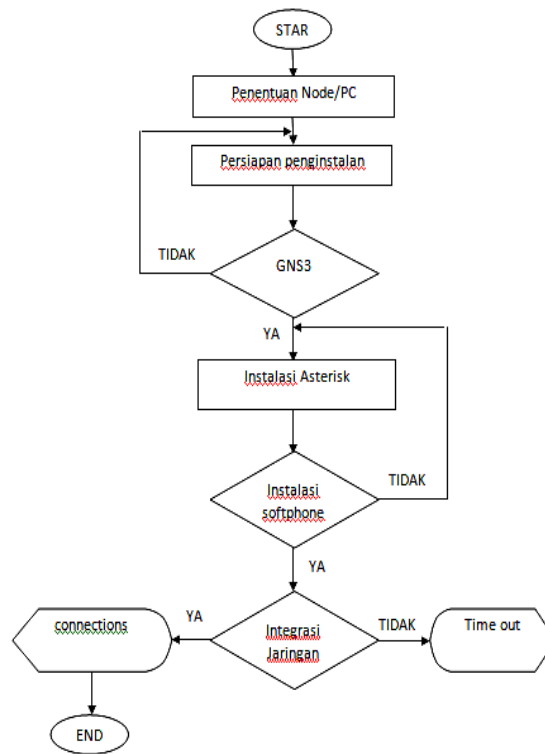 STAR
Penentuan Node/PC
Persiapan penginstalan
TIDAK
GNS3
YA
Instalasi Asterisk
TIDAK
Instalasi
softphone
YA
connections
YA
Integrasi
Jaringan
TIDAK
Time out
END